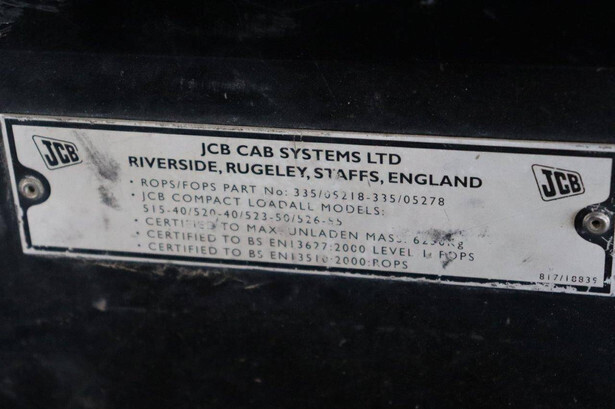 JCB
JCB CAB SYSTEMS LTD
RIVERSIDE, RUGELEY, STAFFS, ENGLAND
JCB
• ROPS/FOPS PART No: 335/05218-335/05278
• JCB COMPACT LOADALL MODELS:
515-40/520-40/523-50/526-
• CERTIFIED TO MAX. UNLADEN MASS:
• CERTIFIED TO BS EN13627:2000 LEVEL I FOPS
• CERTIFIED TO BS EN13510:2000:ROPS
817/18835